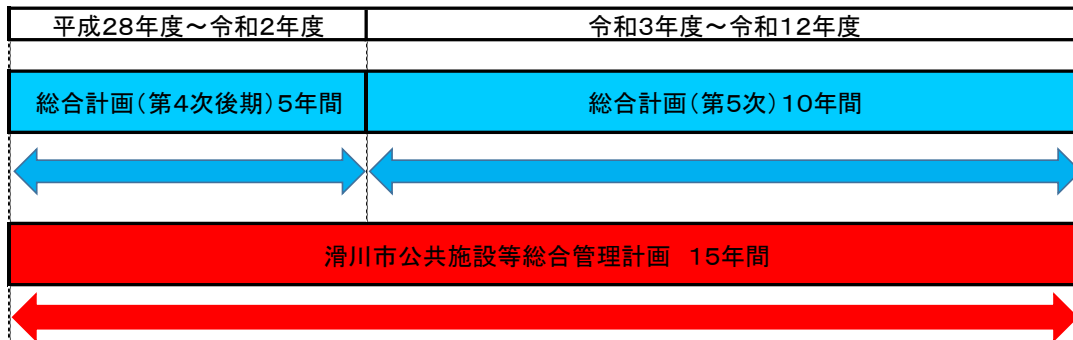 平成28年度～令和2年度
令和3年度～令和12年度
総合計画(第4次後期)5年間
総合計画(第5次)10年間
滑川市公共施設等総合管理計画　15年間